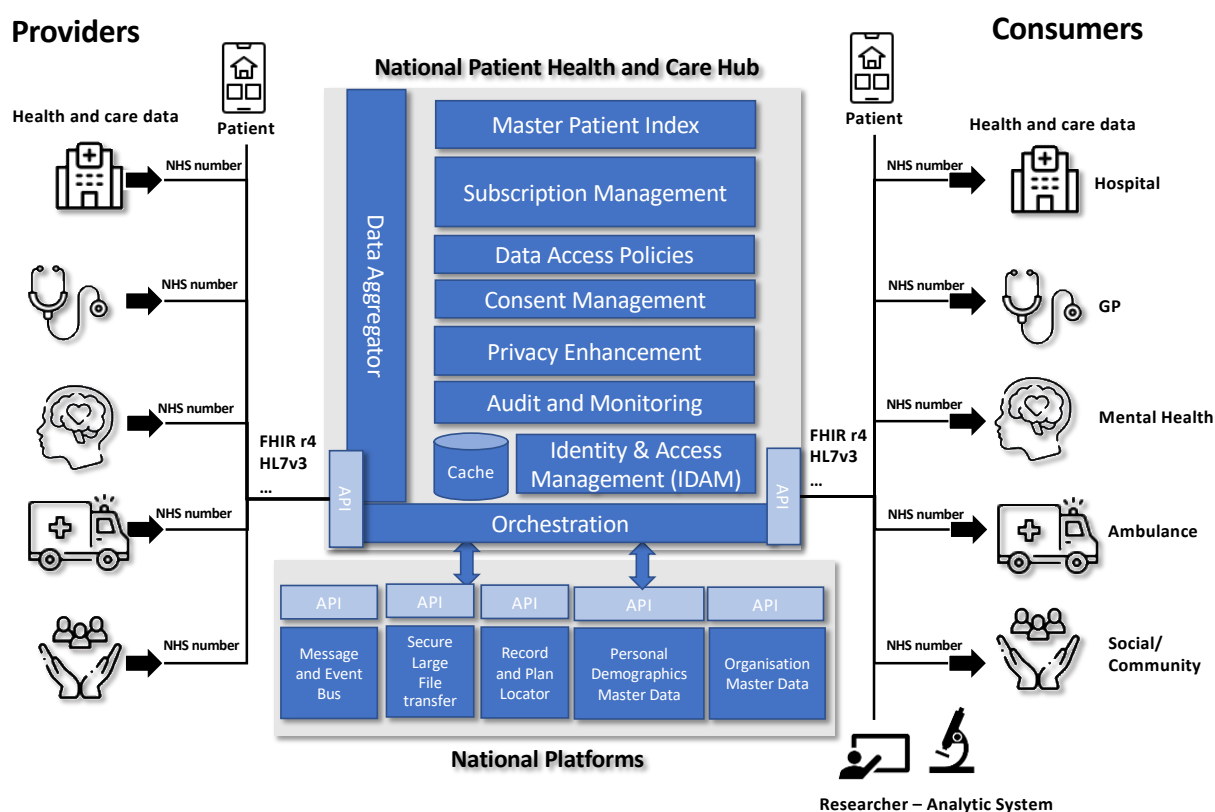 Providers
Consumers
National Patient Health and Care Hub
Health and care data
Patient
NHS number
NHS number
NHS number
NHS number
NHS number
FHIR r4
HL7v3
...
API
Data Aggregator
Master Patient Index
Subscription Management
Data Access Policies
Consent Management
Privacy Enhancement
Audit and Monitoring
Cache
Identity & Access
Management (IDAM)
Orchestration
API
API
Message
and Event
Bus
API
Secure
Large
File
transfer
API
Record
and Plan
Locator
API
Personal
Demographics
Master Data
API
Organisation
Master Data
National Platforms
FHIR r4
HL7v3
...
Patient
Health and care data
NHS number
Hospital
NHS number
GP
NHS number
Mental Health
NHS number
Ambulance
NHS number
Social/
Community
Researcher – Analytic System